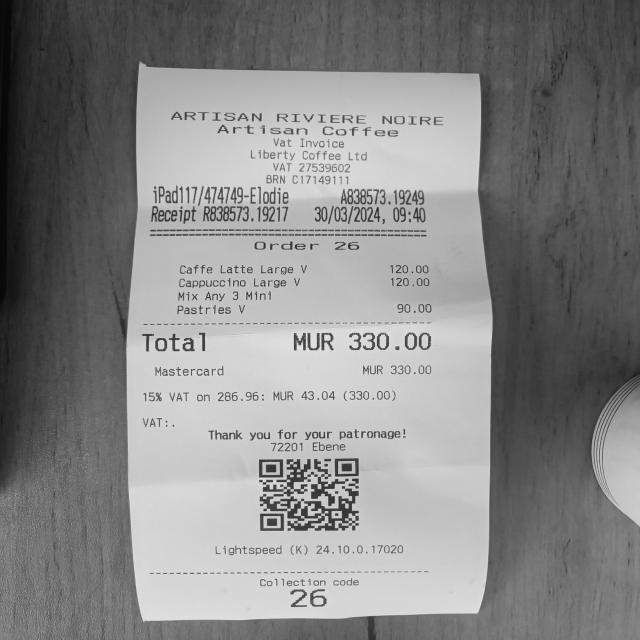 ARTISAN RIVIERE NOIRE
Artisan Coffee
Vat Invoice
Liberty Coffee Ltd
VAT 27539602
BRN C17149111
iPad117/474749-Elodie A838573.19249
Receipt R838573.19217 30/03/2024, 09:40
Order 26
Caffe Latte Large V 120.00
Cappuccino Large V 120.00
Mix Any 3 Mini
Pastries V 90.00
Total MUR 330.00
Mastercard MUR 330.00
15% VAT on 286.96: MUR 43.04 (330.00)
VAT:.
Thank you for your patronage!
72201 Ebene
Lightspeed (K) 24.10.0.17020
Collection code
26